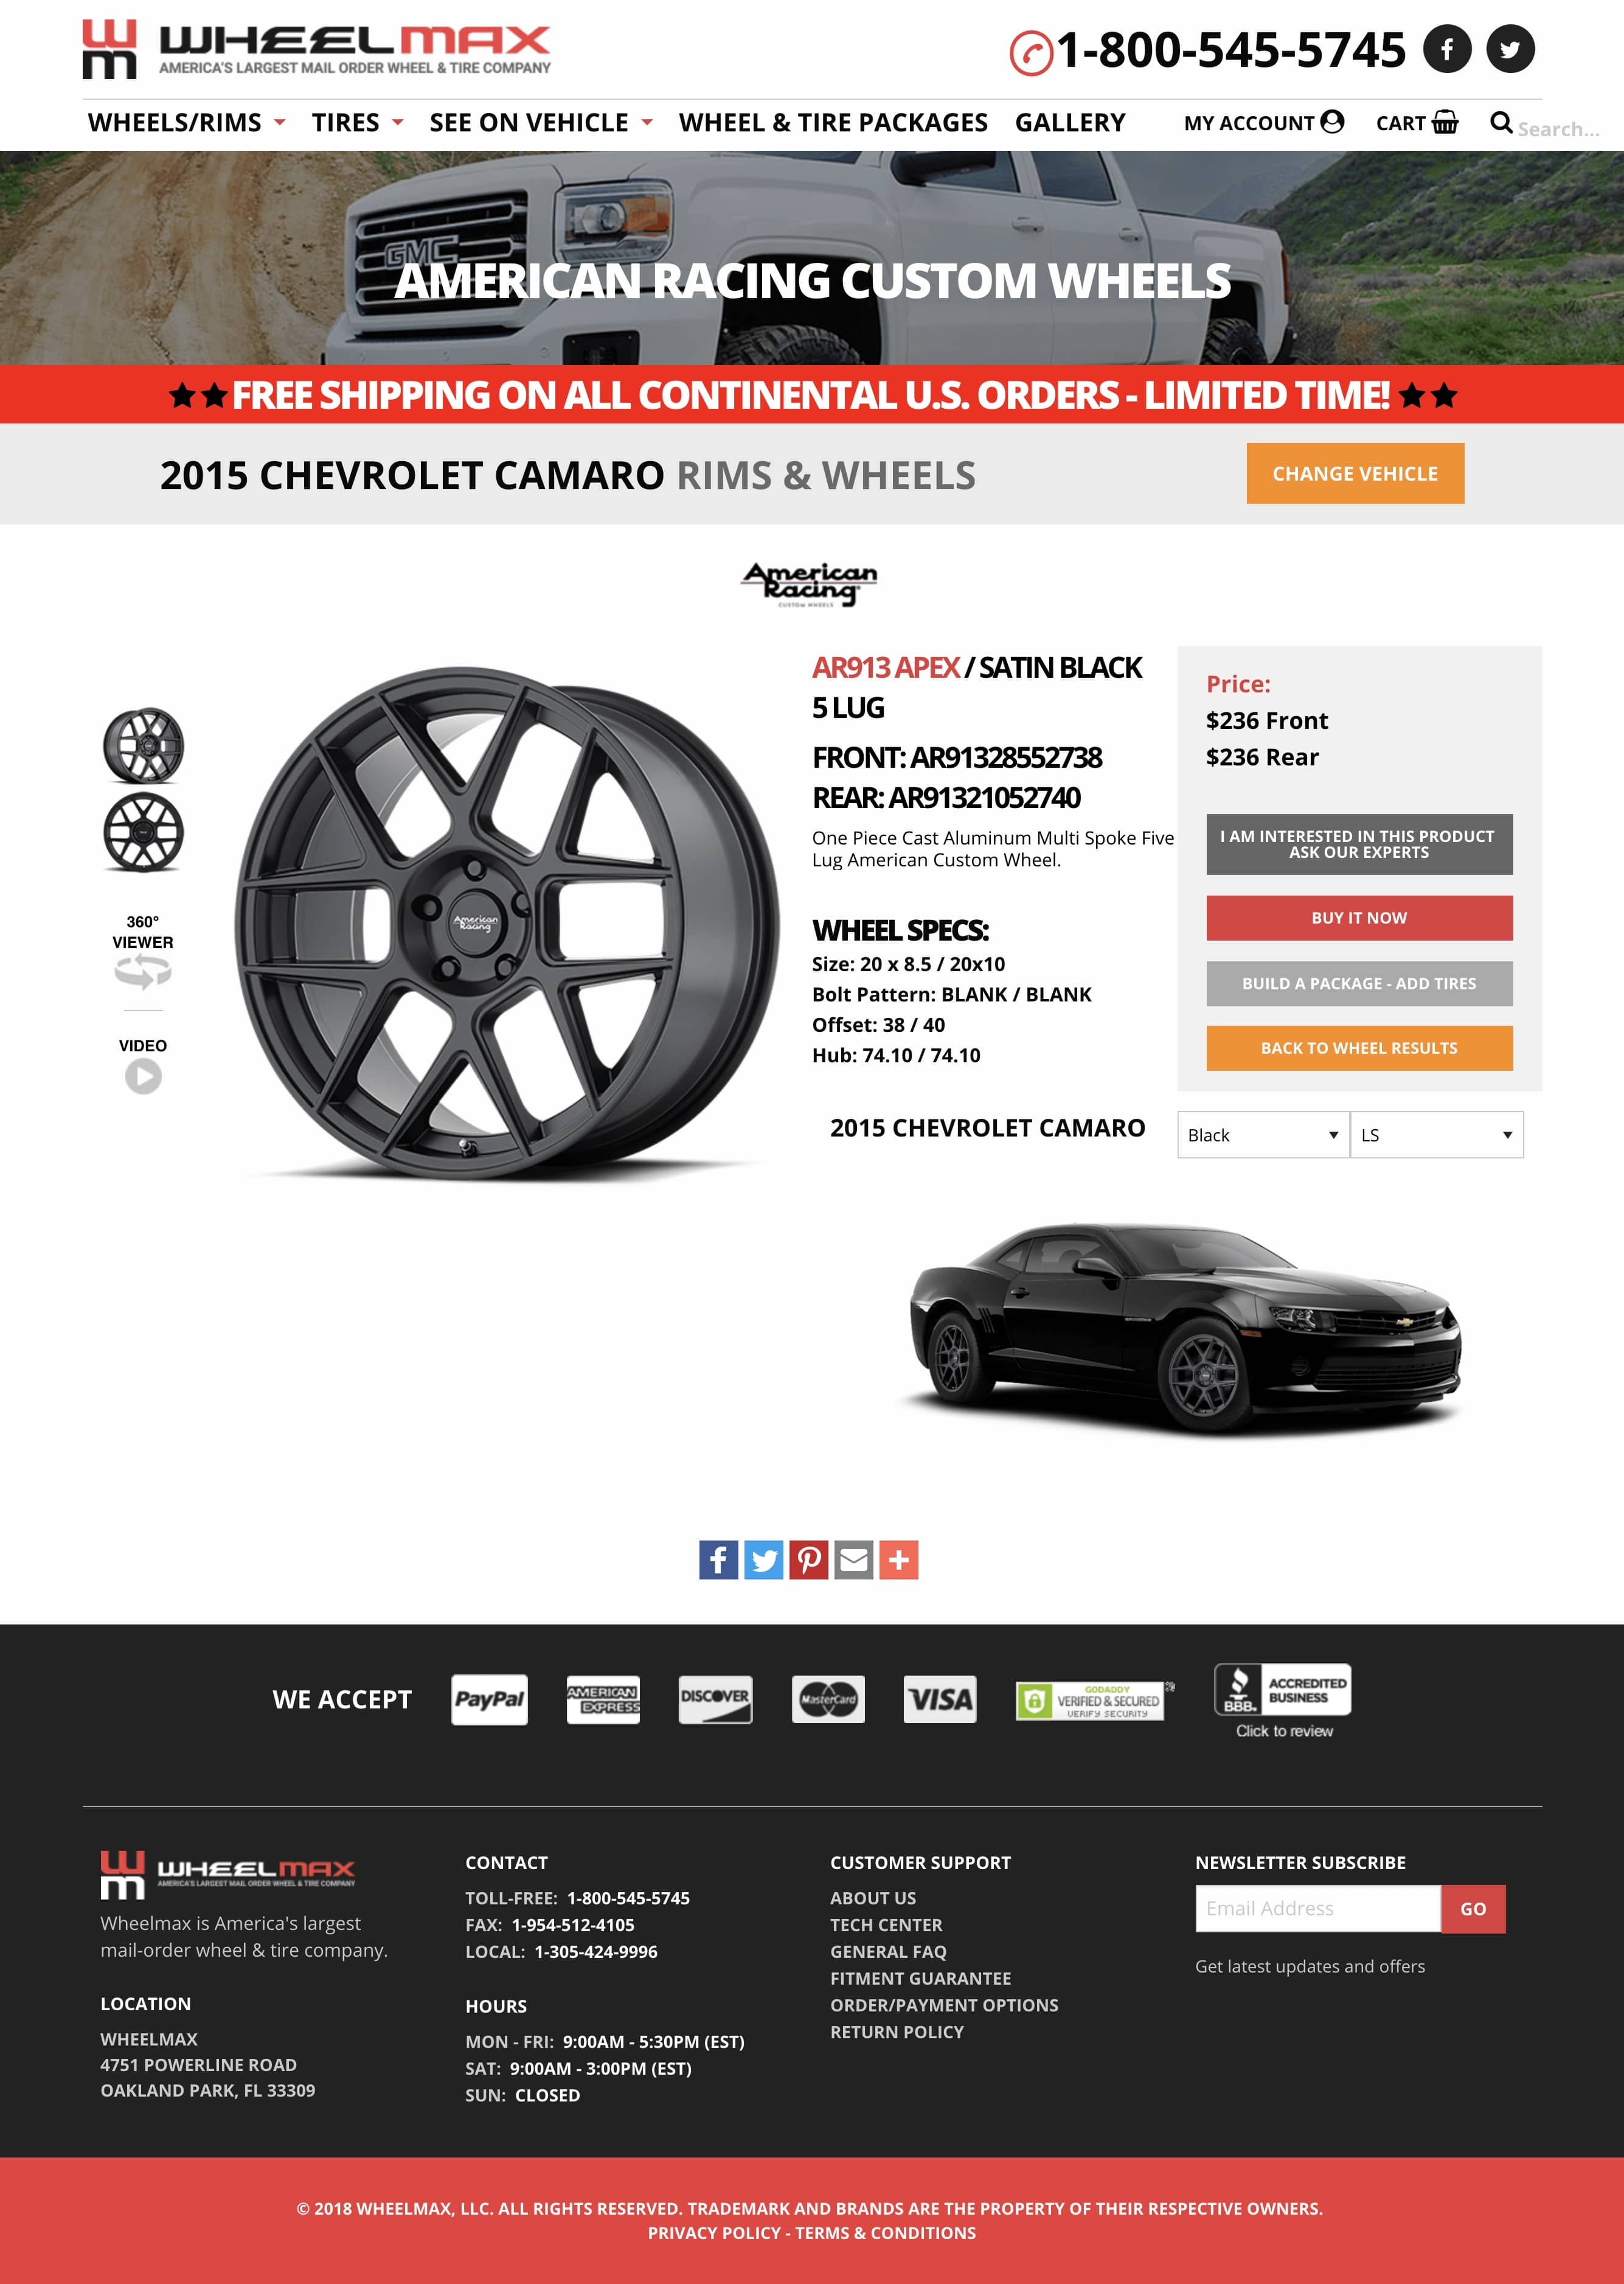 WHEELMAX
AMERICA'S LARGEST MAIL ORDER WHEEL & TIRE COMPANY
1-800-545-5745
WHEELS/RIMS TIRES SEE ON VEHICLE WHEEL & TIRE PACKAGES GALLERY MY ACCOUNT CART Search...
GMC
AMERICAN RACING CUSTOM WHEELS
FREE SHIPPING ON ALL CONTINENTAL U.S. ORDERS - LIMITED TIME!
2015 CHEVROLET CAMARO RIMS & WHEELS
CHANGE VEHICLE
American
Racing
CUSTOM WHEELS
360°
VIEWER
VIDEO
American
Racing
AR913 APEX / SATIN BLACK
5 LUG
FRONT: AR91328552738
REAR: AR91321052740
One Piece Cast Aluminum Multi Spoke Five
Lug American Custom Wheel.
WHEEL SPECS:
Size: 20 x 8.5 / 20x10
Bolt Pattern: BLANK / BLANK
Offset: 38 / 40
Hub: 74.10 / 74.10
Price:
$236 Front
$236 Rear
I AM INTERESTED IN THIS PRODUCT
ASK OUR EXPERTS
BUY IT NOW
BUILD A PACKAGE - ADD TIRES
BACK TO WHEEL RESULTS
2015 CHEVROLET CAMARO
Black
LS
WE ACCEPT
PayPal
AMERICAN
EXPRESS
DISCOVER
MasterCard
VISA
GODADDY
VERIFIED & SECURED
VERIFY SECURITY
BBB.
ACCREDITED
BUSINESS
Click to review
WHEELMAX
AMERICA'S LARGEST MAIL ORDER WHEEL & TIRE COMPANY
Wheelmax is America's largest
mail-order wheel & tire company.
LOCATION
WHEELMAX
4751 POWERLINE ROAD
OAKLAND PARK, FL 33309
CONTACT
TOLL-FREE: 1-800-545-5745
FAX: 1-954-512-4105
LOCAL: 1-305-424-9996
HOURS
MON - FRI: 9:00AM - 5:30PM (EST)
SAT: 9:00AM - 3:00PM (EST)
SUN: CLOSED
CUSTOMER SUPPORT
ABOUT US
TECH CENTER
GENERAL FAQ
FITMENT GUARANTEE
ORDER/PAYMENT OPTIONS
RETURN POLICY
NEWSLETTER SUBSCRIBE
Email Address
GO
Get latest updates and offers
© 2018 WHEELMAX, LLC. ALL RIGHTS RESERVED. TRADEMARK AND BRANDS ARE THE PROPERTY OF THEIR RESPECTIVE OWNERS.
PRIVACY POLICY - TERMS & CONDITIONS